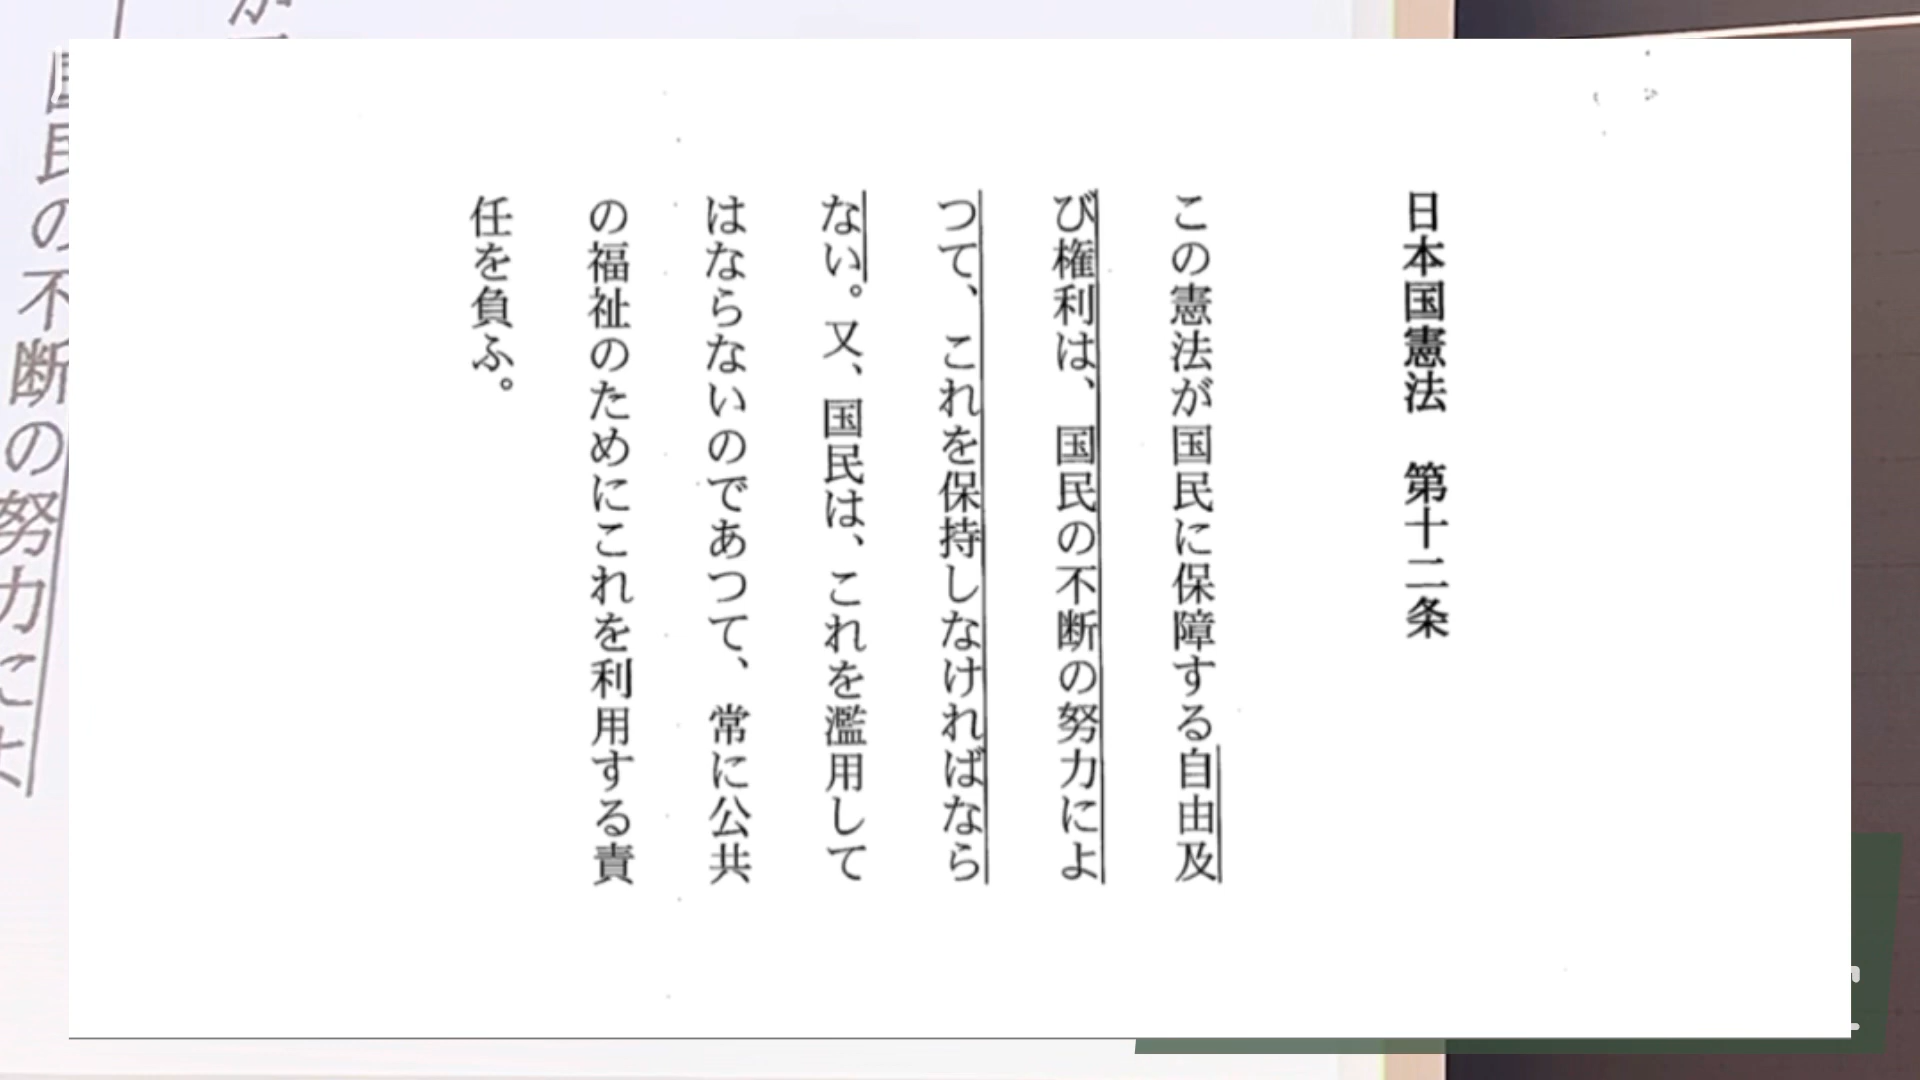 日本国憲法　第十二条
この憲法が国民に保障する自由及
び権利は、国民の不断の努力によ
つて、これを保持しなければなら
ない。又、国民は、これを濫用して
はならないのであつて、常に公共
の福祉のためにこれを利用する責
任を負ふ。
国民の不断の努力によ